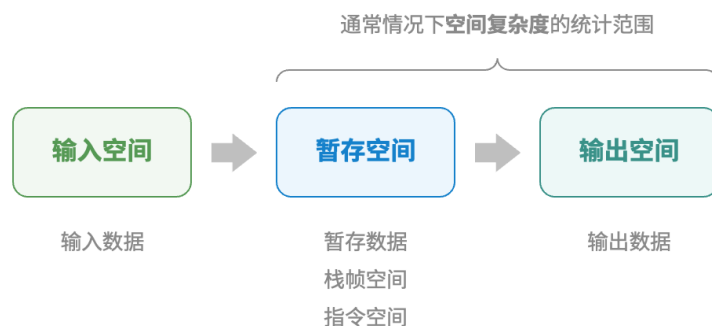 通常情况下空间复杂度的统计范围
输入空间
暂存空间
输出空间
输入数据
暂存数据
输出数据
栈帧空间
指令空间